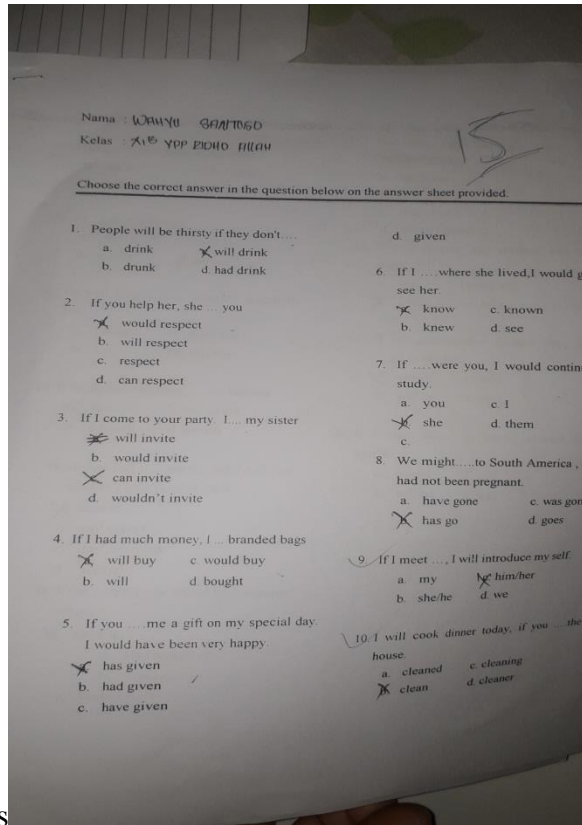 Nama : WAHYU SANTOSO
Kelas : XI B YPP RIDHO ALLAH
15
Choose the correct answer in the question below on the answer sheet provided.
1. People will be thirsty if they don't....
a. drink
c. will drink
b. drunk
d. had drink
2. If you help her, she ... you
a. would respect
b. will respect
c. respect
d. can respect
3. If I come to your party. I.... my sister
a. will invite
b. would invite
c. can invite
d. wouldn't invite
4. If I had much money, I ... branded bags
a. will buy
c. would buy
b. will
d. bought
5. If you ....me a gift on my special day.
I would have been very happy.
a. has given
b. had given
c. have given
d. given
6. If I ....where she lived,I would
see her.
a. know
c. known
b. knew
d. see
7. If ....were you, I would contin
study.
a. you
c. I
b. she
d. them
c.
8. We might.....to South America ,
had not been pregnant.
a. have gone
c. was gon
b. has go
d. goes
9. If I meet ..., I will introduce my self.
a. my
c. him/her
b. she/he
d. we
10. I will cook dinner today, if you ....the
house.
a. cleaned
c. cleaning
b. clean
d. cleaner
s